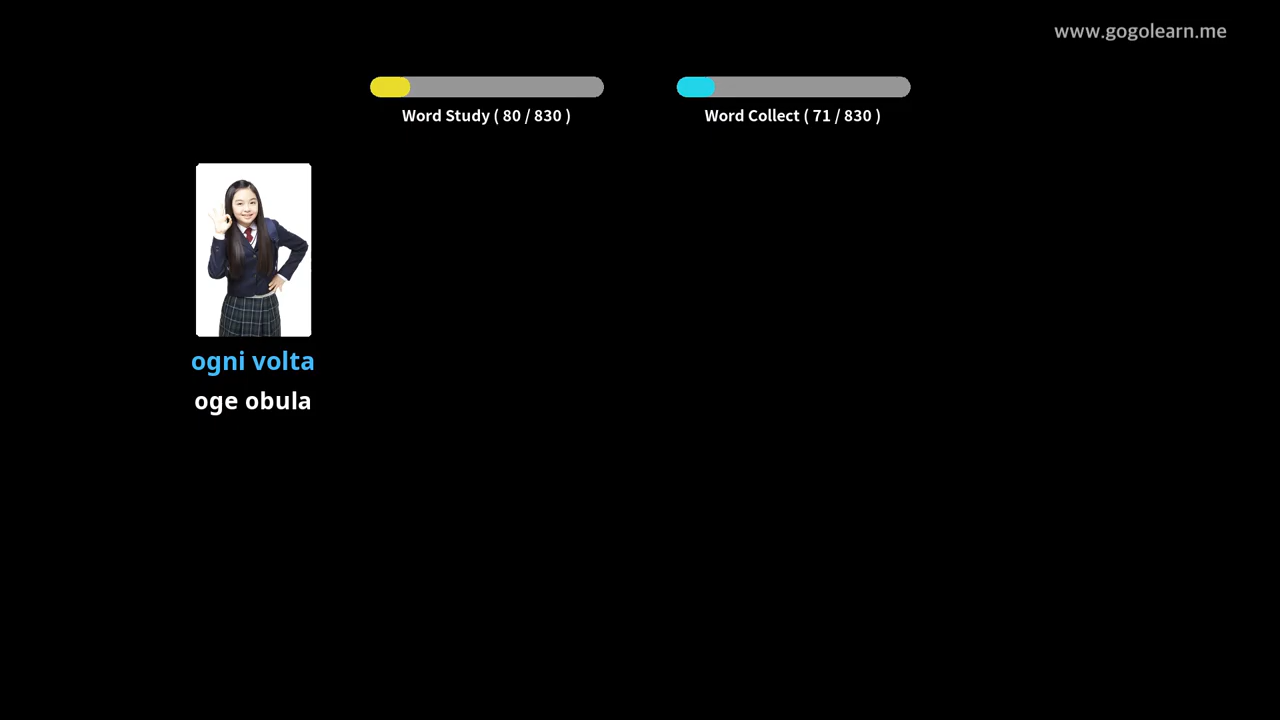 www.gogolearn.me
Word Study ( 80 / 830 )
Word Collect ( 71 / 830 )
ogni volta
oge obula